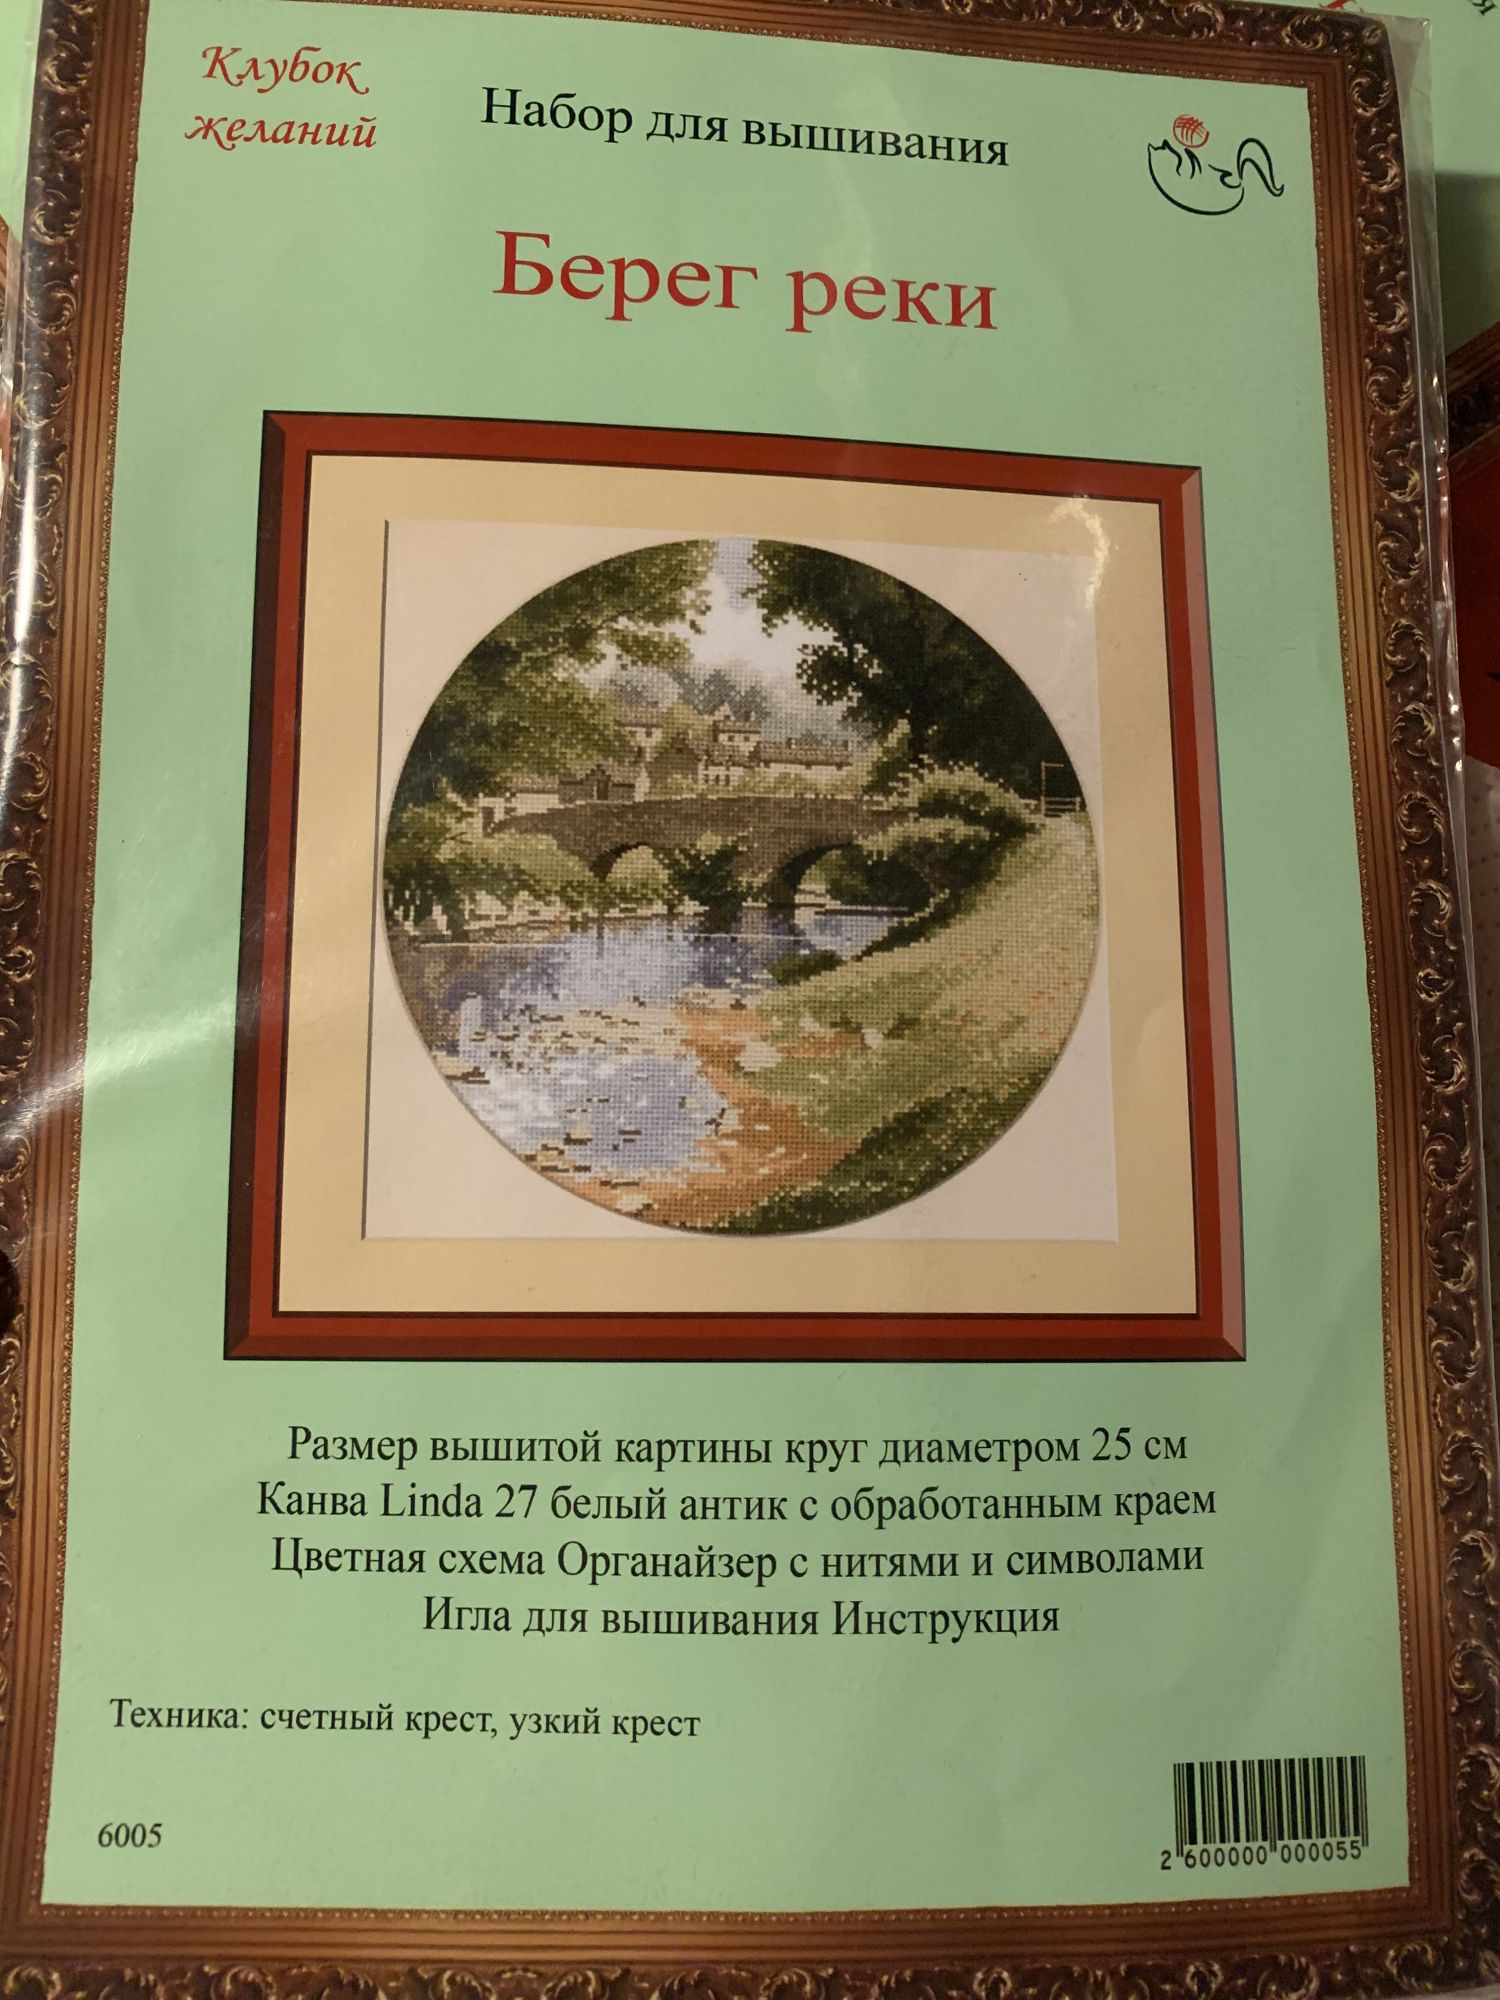 Клубок
желаний
Набор для вышивания
Берег реки
Размер вышитой картины круг диаметром 25 см
Канва Linda 27 белый антик с обработанным краем
Цветная схема Органайзер с нитями и символами
Игла для вышивания Инструкция
Техника: счетный крест, узкий крест
6005
2 600000 000055